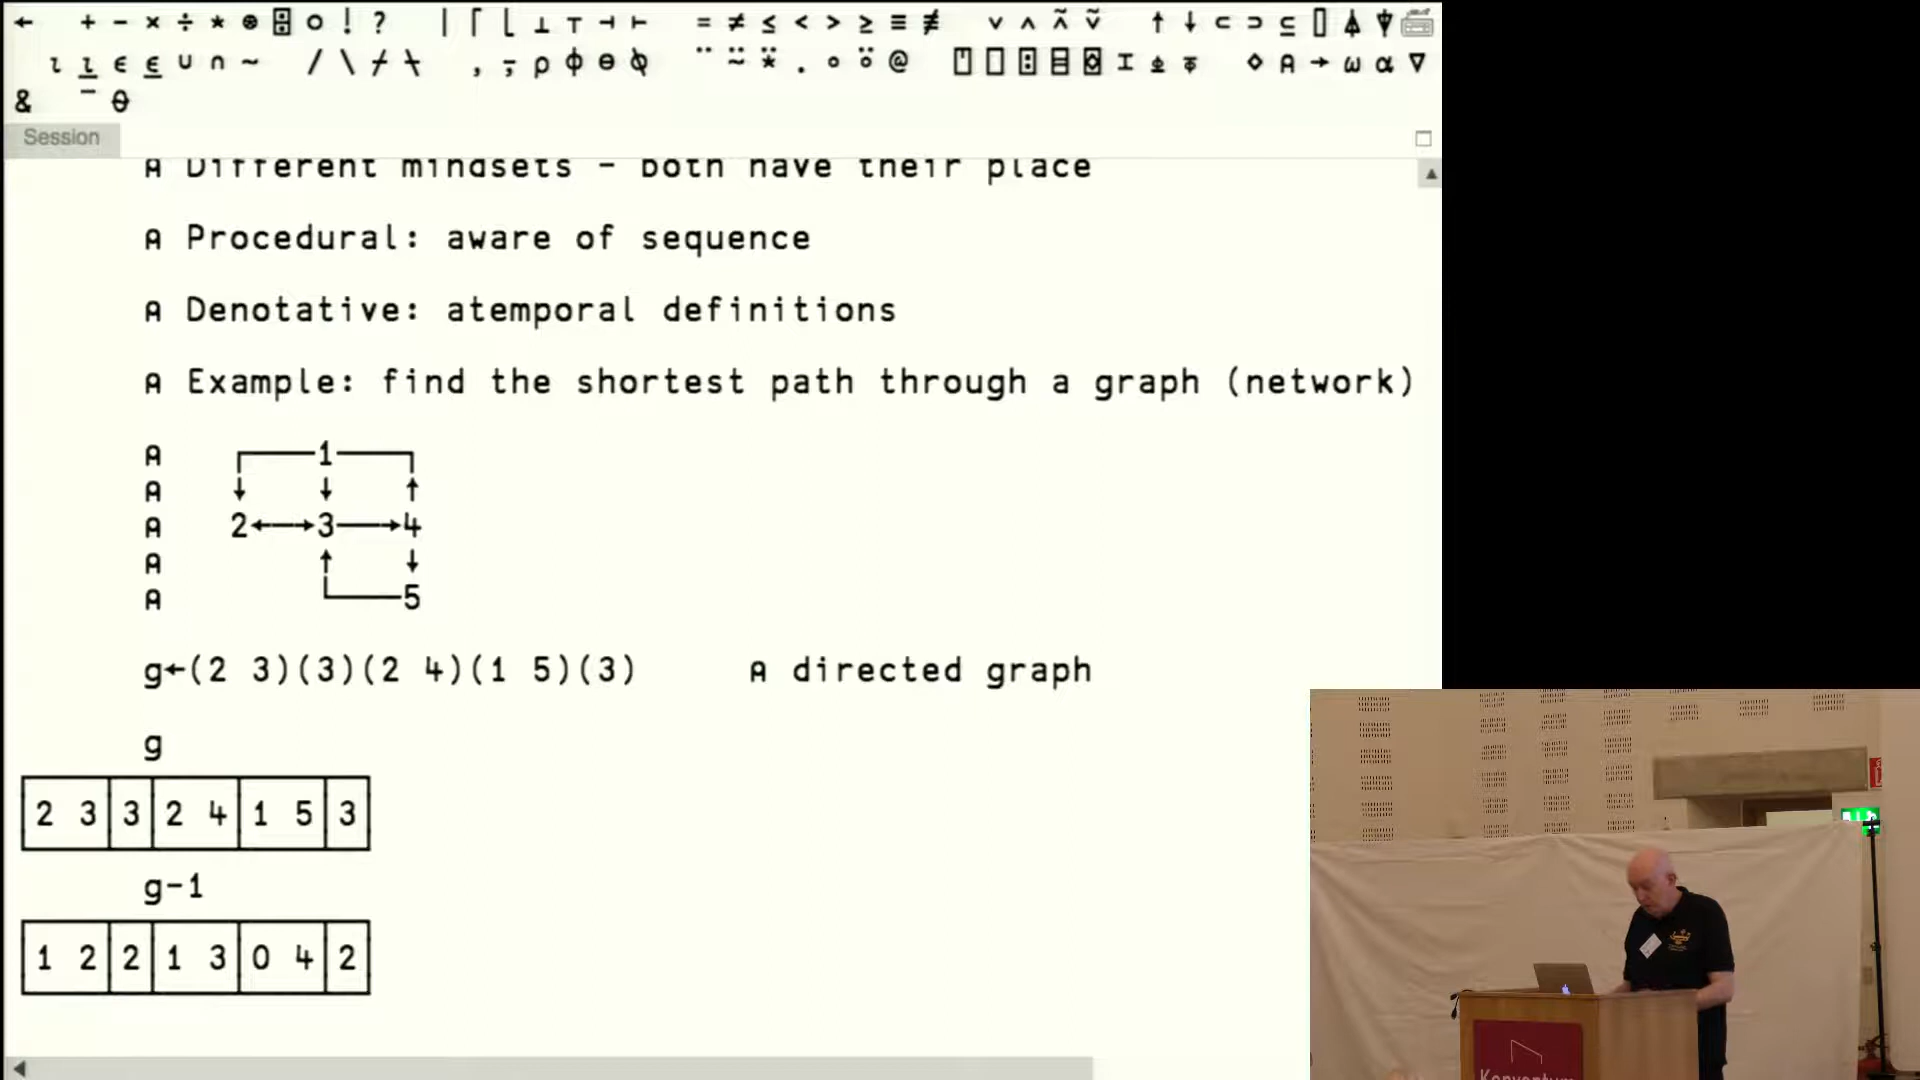 ← + - × ÷ * ⍟ ⌹ ○ ! ? | ⌈ ⌊ ⊥ ⊤ ⊣ ⊢ = ≠ ≤ < > ≥ ≡ ≢ ∨ ∧ ⍲ ⍱ ↑ ↓ ⊂ ⊃ ⊆ ⌷ ⍋ ⍒
⍳ ⍸ ∊ ⍷ ∪ ∩ ~ / \ ⌿ ⍀ , ⍪ ⍴ ⌽ ⊖ ⍉ ¨ ⍨ ⍣ . ∘ ⍤ @ ⍞ ⎕ ⍠ ⌸ ⌺ ⌶ ⍎ ⍕ ⋄ ⍝ → ⍵ ⍺ ∇
& ¯ ⍬
Session
⍝ Different mindsets - both have their place
⍝ Procedural: aware of sequence
⍝ Denotative: atemporal definitions
⍝ Example: find the shortest path through a graph (network)
⍝ ┌───1───┐
⍝ ↓ ↓ ↑
⍝ 2←─→3──→4
⍝ ↑ ↓
⍝ └───5
g←(2 3)(3)(2 4)(1 5)(3) ⍝ directed graph
g
2 3 3 2 4 1 5 3
g-1
1 2 2 1 3 0 4 2
Konventum